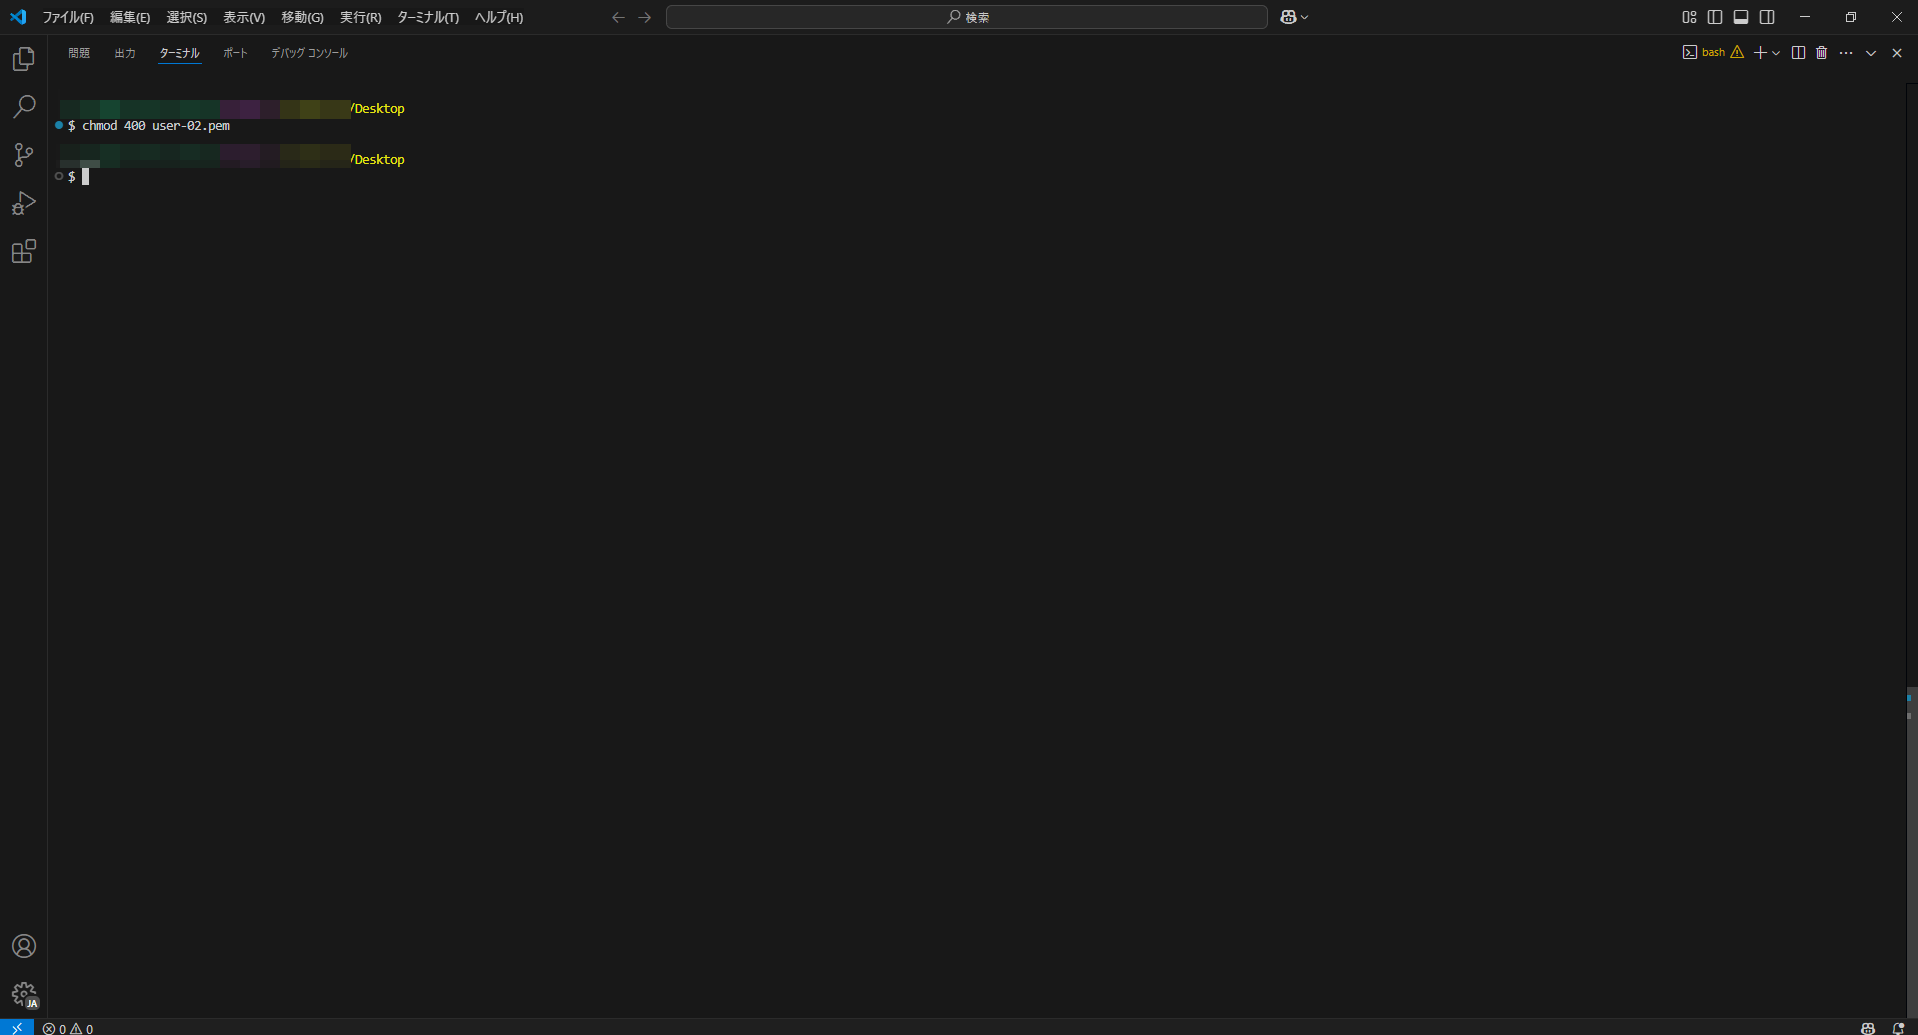 ファイル(F) 編集(E) 選択(S) 表示(V) 移動(G) 実行(R) ターミナル(T) ヘルプ(H) 検索
問題 出力 ターミナル ポート デバッグ コンソール bash
/Desktop
$ chmod 400 user-02.pem
/Desktop
$
JA
0 0